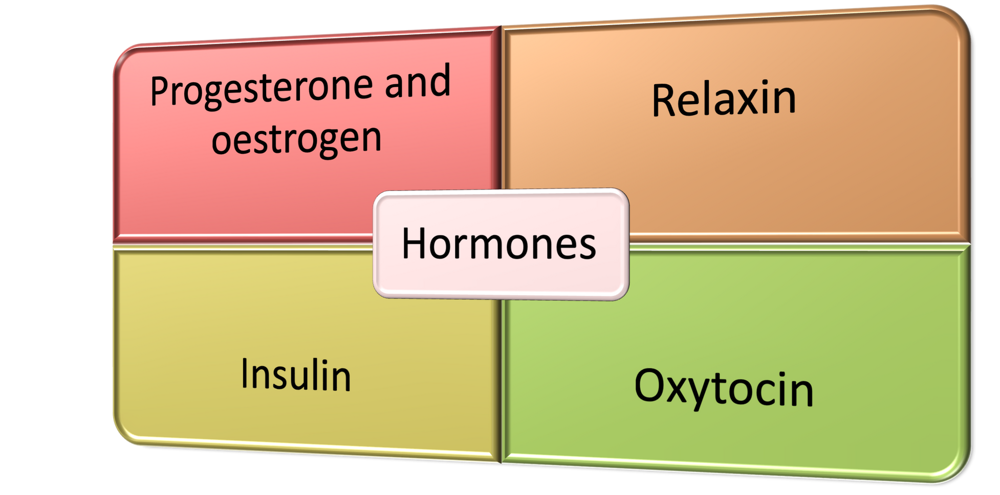 Progesterone and
oestrogen
Relaxin
Hormones
Insulin
Oxytocin